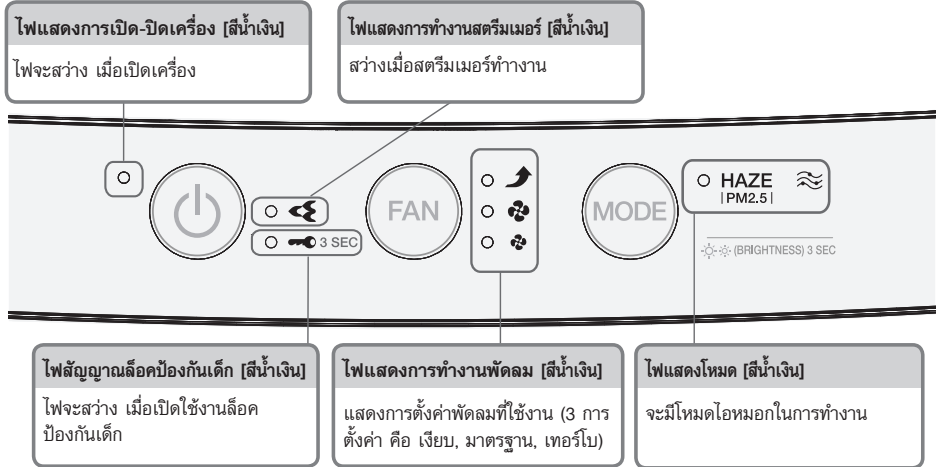 ไฟแสดงการเปิด-ปิดเครื่อง [สีน้ำเงิน]
ไฟจะสว่าง เมื่อเปิดเครื่อง
ไฟแสดงการทำงานสตรีมเมอร์ [สีน้ำเงิน]
สว่างเมื่อสตรีมเมอร์ทำางาน
3 SEC
FAN
MODE
HAZE
|PM2.5|
(BRIGHTNESS) 3 SEC
ไฟสัญญาณล็อคป้องกันเด็ก [สีน้ำเงิน]
ไฟจะสว่าง เมื่อเปิดใช้งานล็อค
ป้องกันเด็ก
ไฟแสดงการทำงานพัดลม [สีน้ำเงิน]
แสดงการตั้งค่าพัดลมที่ใช้งาน (3 การ
ตั้งค่า คือ เงียบ, มาตรฐาน, เทอร์โบ)
ไฟแสดงโหมด [สีน้ำเงิน]
จะมีโหมดไอหมอกในการทำงาน